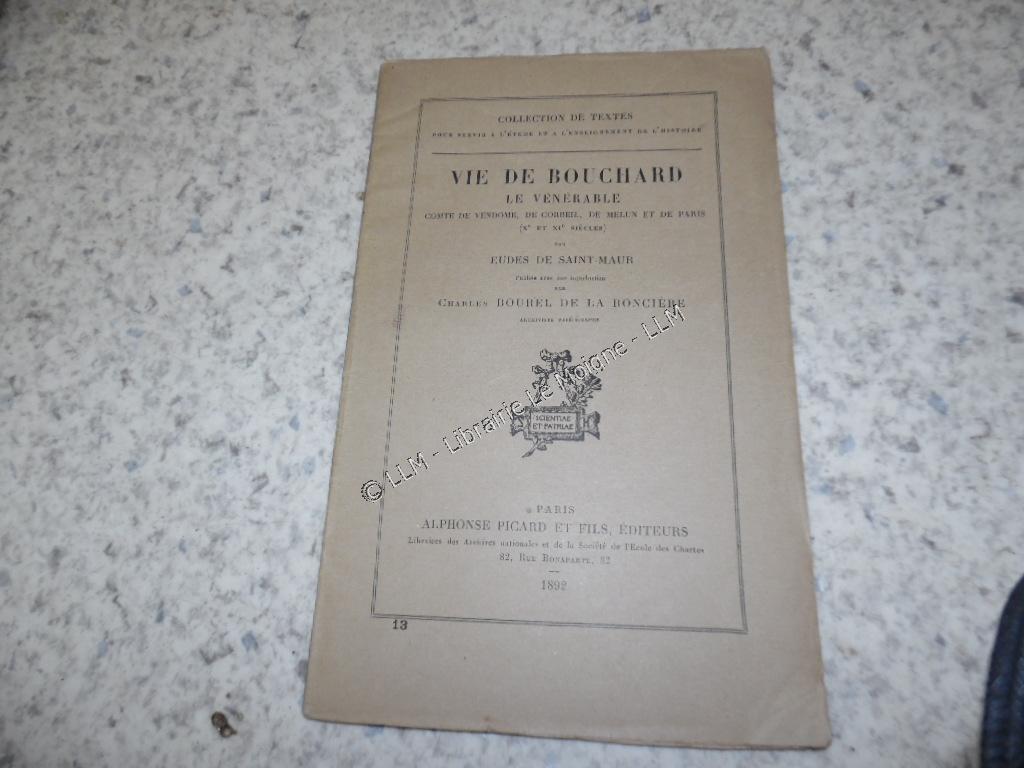 COLLECTION DE TEXTES
POUR SERVIR A L'ÉTUDE ET A L'ENSEIGNEMENT DE L'HISTOIRE
VIE DE BOUCHARD
LE VÉNÉRABLE
COMTE DE VENDOME, DE CORBEIL, DE MELUN ET DE PARIS
(Xe ET XIe SIÈCLES)
PAR
EUDES DE SAINT-MAUR
Publiée avec une introduction
PAR
CHARLES BOUREL DE LA RONCIÈRE
ARCHIVISTE PALÉOGRAPHE
SCIENTIAE
ET PATRIAE
© LLM - Librairie Le Moigne - LLM
PARIS
ALPHONSE PICARD ET FILS, ÉDITEURS
Libraires des Archives nationales et de la Société de l'Ecole des Chartes
82, RUE BONAPARTE, 82
1892
13